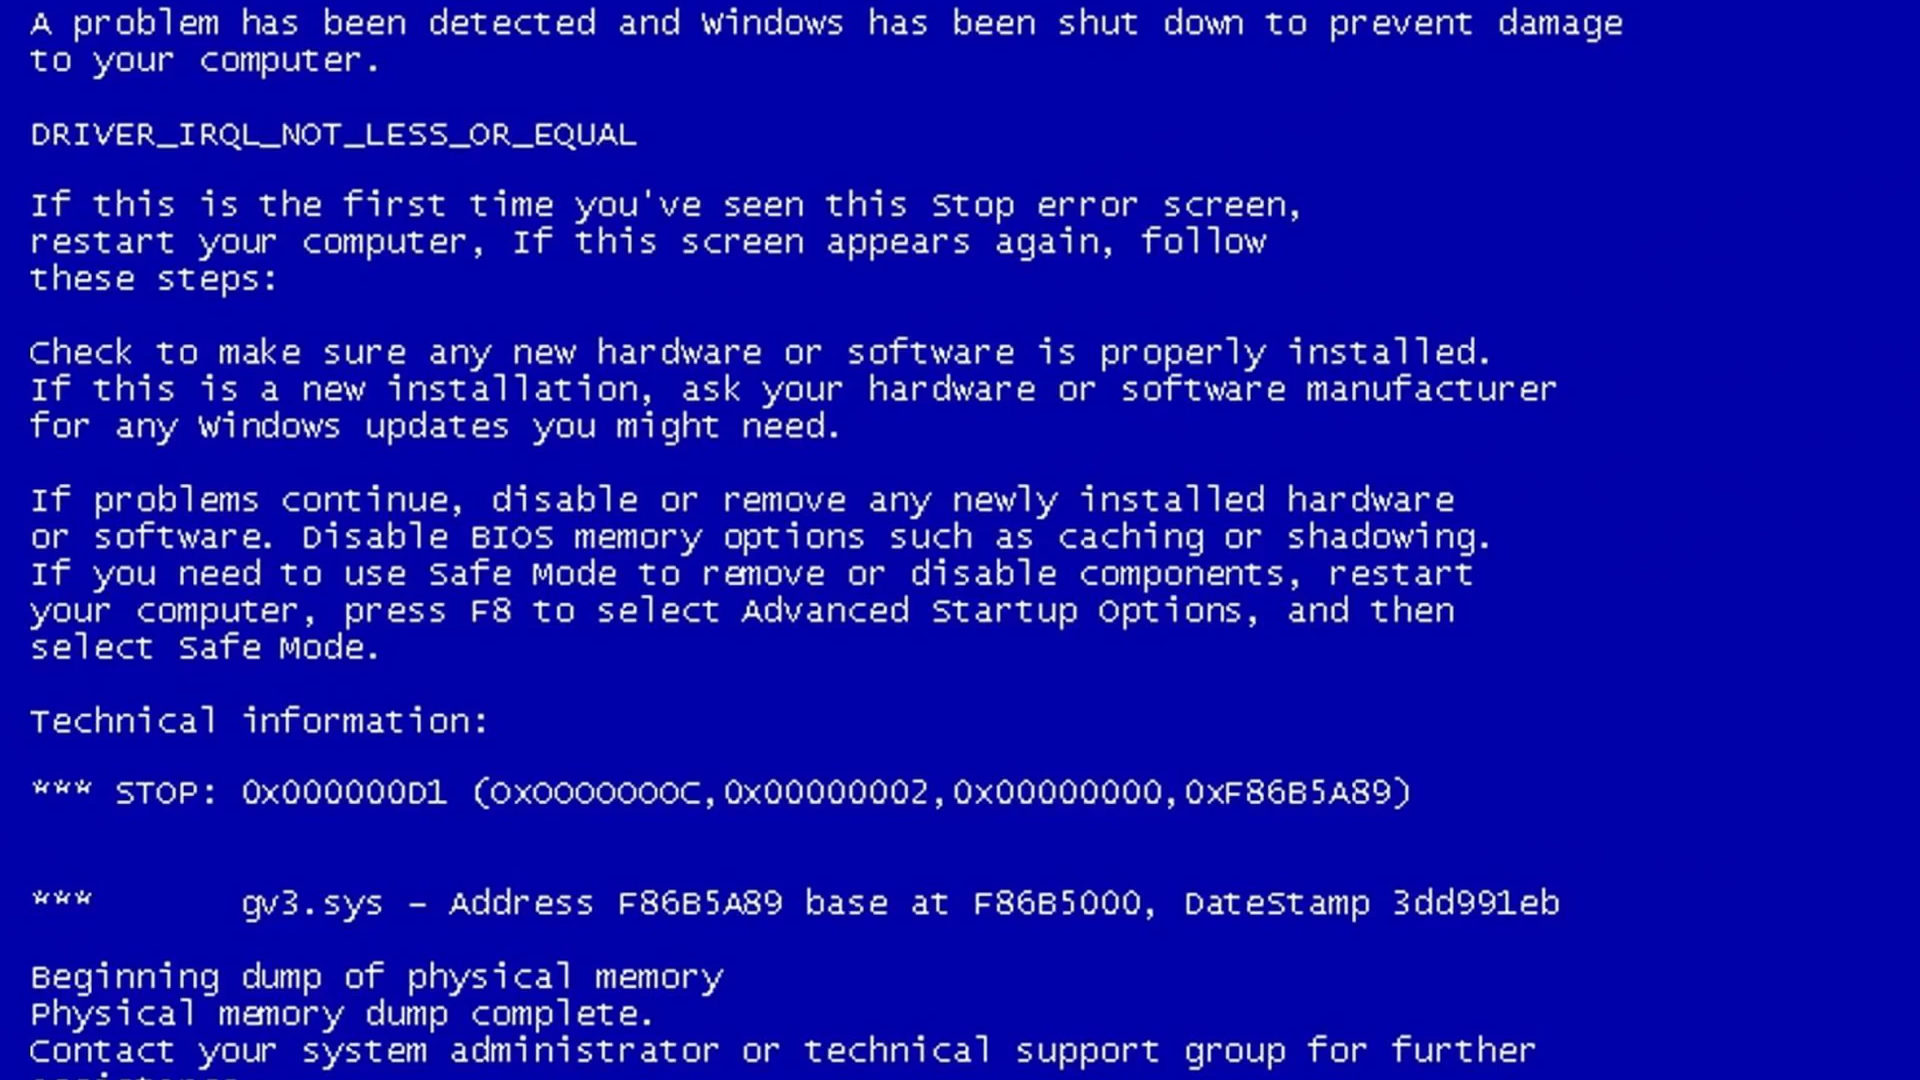 A problem has been detected and Windows has been shut down to prevent damage
to your computer.
DRIVER_IRQL_NOT_LESS_OR_EQUAL
If this is the first time you've seen this Stop error screen,
restart your computer, If this screen appears again, follow
these steps:
Check to make sure any new hardware or software is properly installed.
If this is a new installation, ask your hardware or software manufacturer
for any Windows updates you might need.
If problems continue, disable or remove any newly installed hardware
or software. Disable BIOS memory options such as caching or shadowing.
If you need to use Safe Mode to remove or disable components, restart
your computer, press F8 to select Advanced Startup Options, and then
select Safe Mode.
Technical information:
*** STOP: 0x000000D1 (0x0000000C,0x00000002,0x00000000,0xF86B5A89)
*** gv3.sys – Address F86B5A89 base at F86B5000, DateStamp 3dd991eb
Beginning dump of physical memory
Physical memory dump complete.
Contact your system administrator or technical support group for further